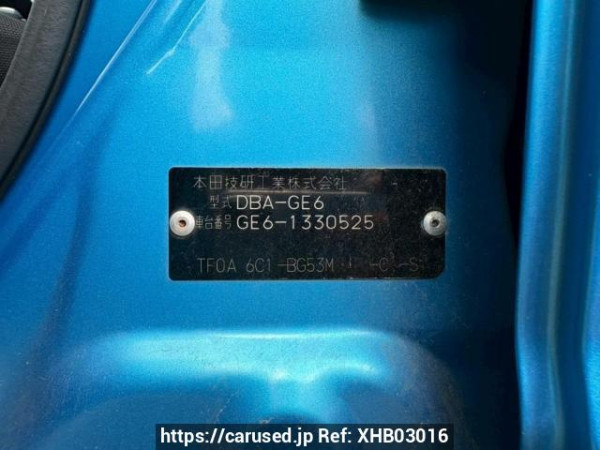 本田技研工業株式会社
型式 DBA-GE6
車台番号 GE6-1330525
TF0A 6C1 -BG53M -C -S
https://carused.jp Ref: XHB03016